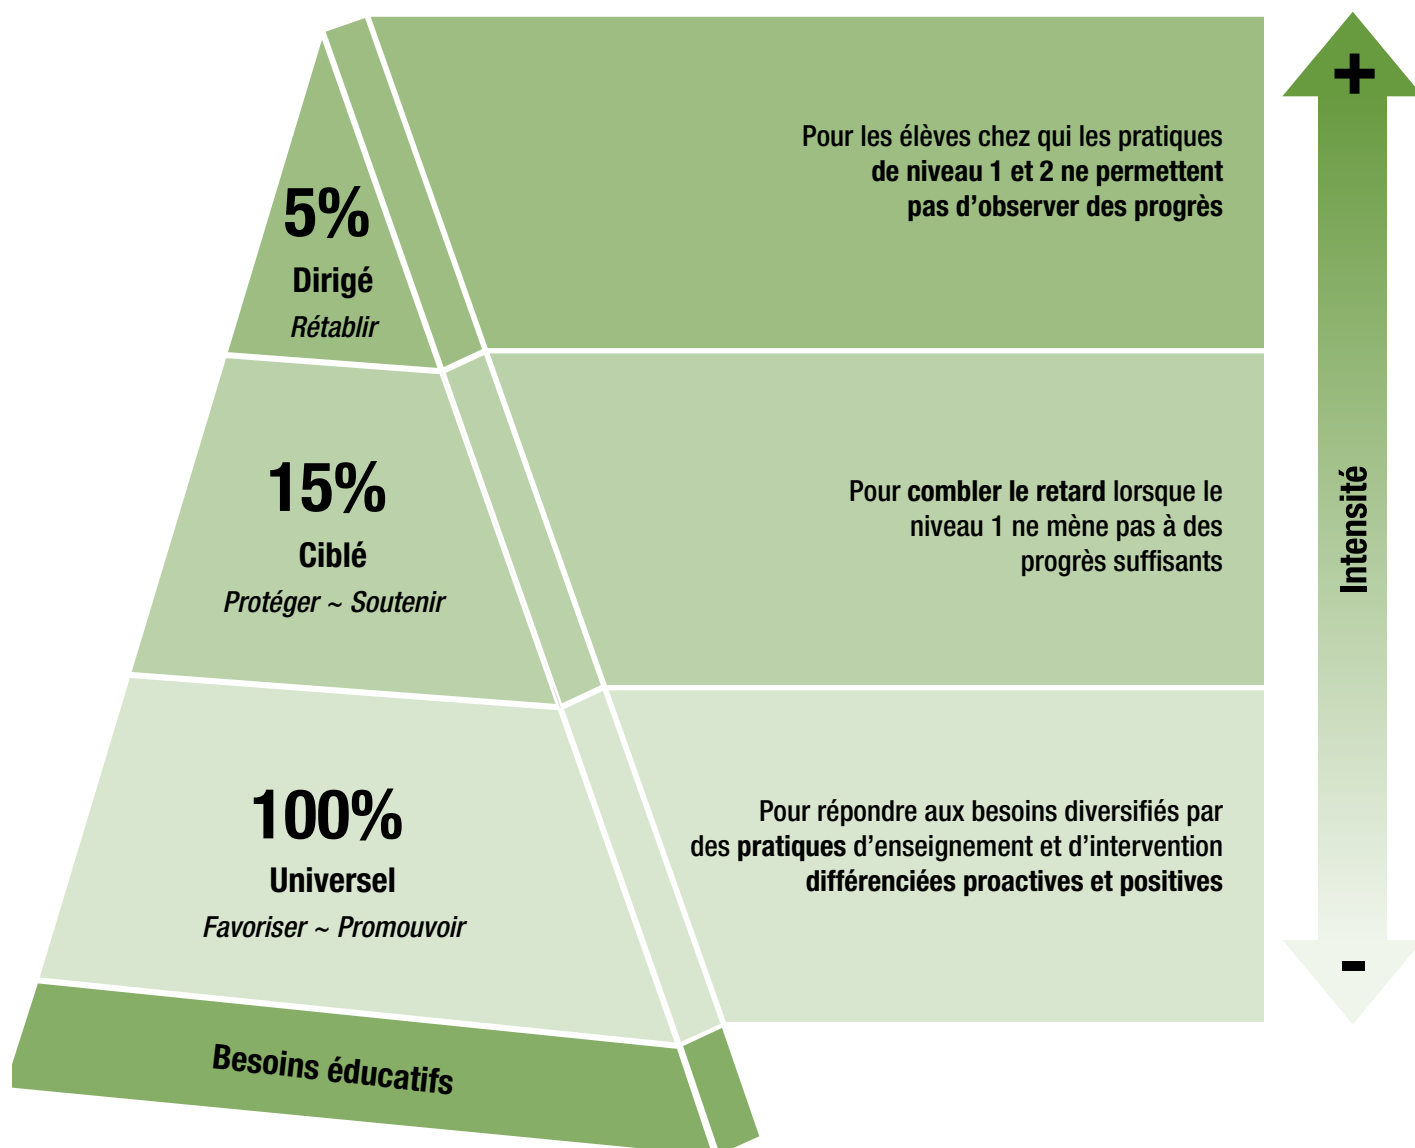 +
Pour les élèves chez qui les pratiques
de niveau 1 et 2 ne permettent
pas d’observer des progrès
5%
Dirigé
Rétablir
15%
Ciblé
Protéger ~ Soutenir
Pour combler le retard lorsque le
niveau 1 ne mène pas à des
progrès suffisants
Intensité
100%
Universel
Favoriser ~ Promouvoir
Pour répondre aux besoins diversifiés par
des pratiques d’enseignement et d’intervention
différenciées proactives et positives
-
Besoins éducatifs